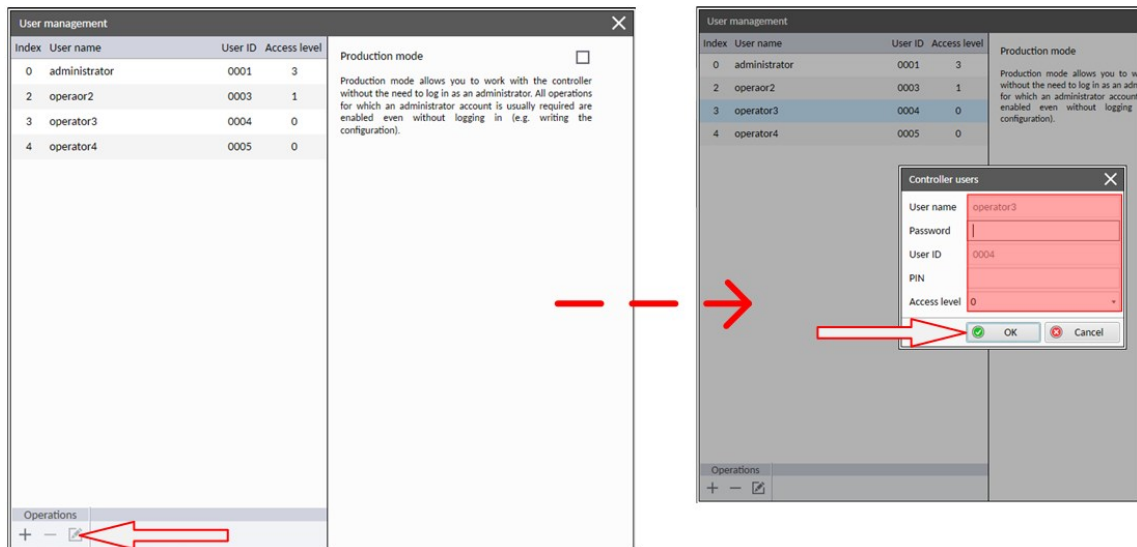 User management
Index User name User ID Access level
0 administrator 0001 3
2 operaor2 0003 1
3 operator3 0004 0
4 operator4 0005 0
Production mode
Production mode allows you to work with the controller
without the need to log in as an administrator. All operations
for which an administrator account is usually required are
enabled even without logging in (e.g. writing the
configuration).
Operations
User management
Index User name User ID Access level
0 administrator 0001 3
2 operaor2 0003 1
3 operator3 0004 0
4 operator4 0005 0
Production mode
Production mode allows you to w
without the need to log in as an adm
for which an administrator account
enabled even without logging
configuration).
Controller users
User name operator3
Password
User ID 0004
PIN
Access level 0
OK Cancel
Operations